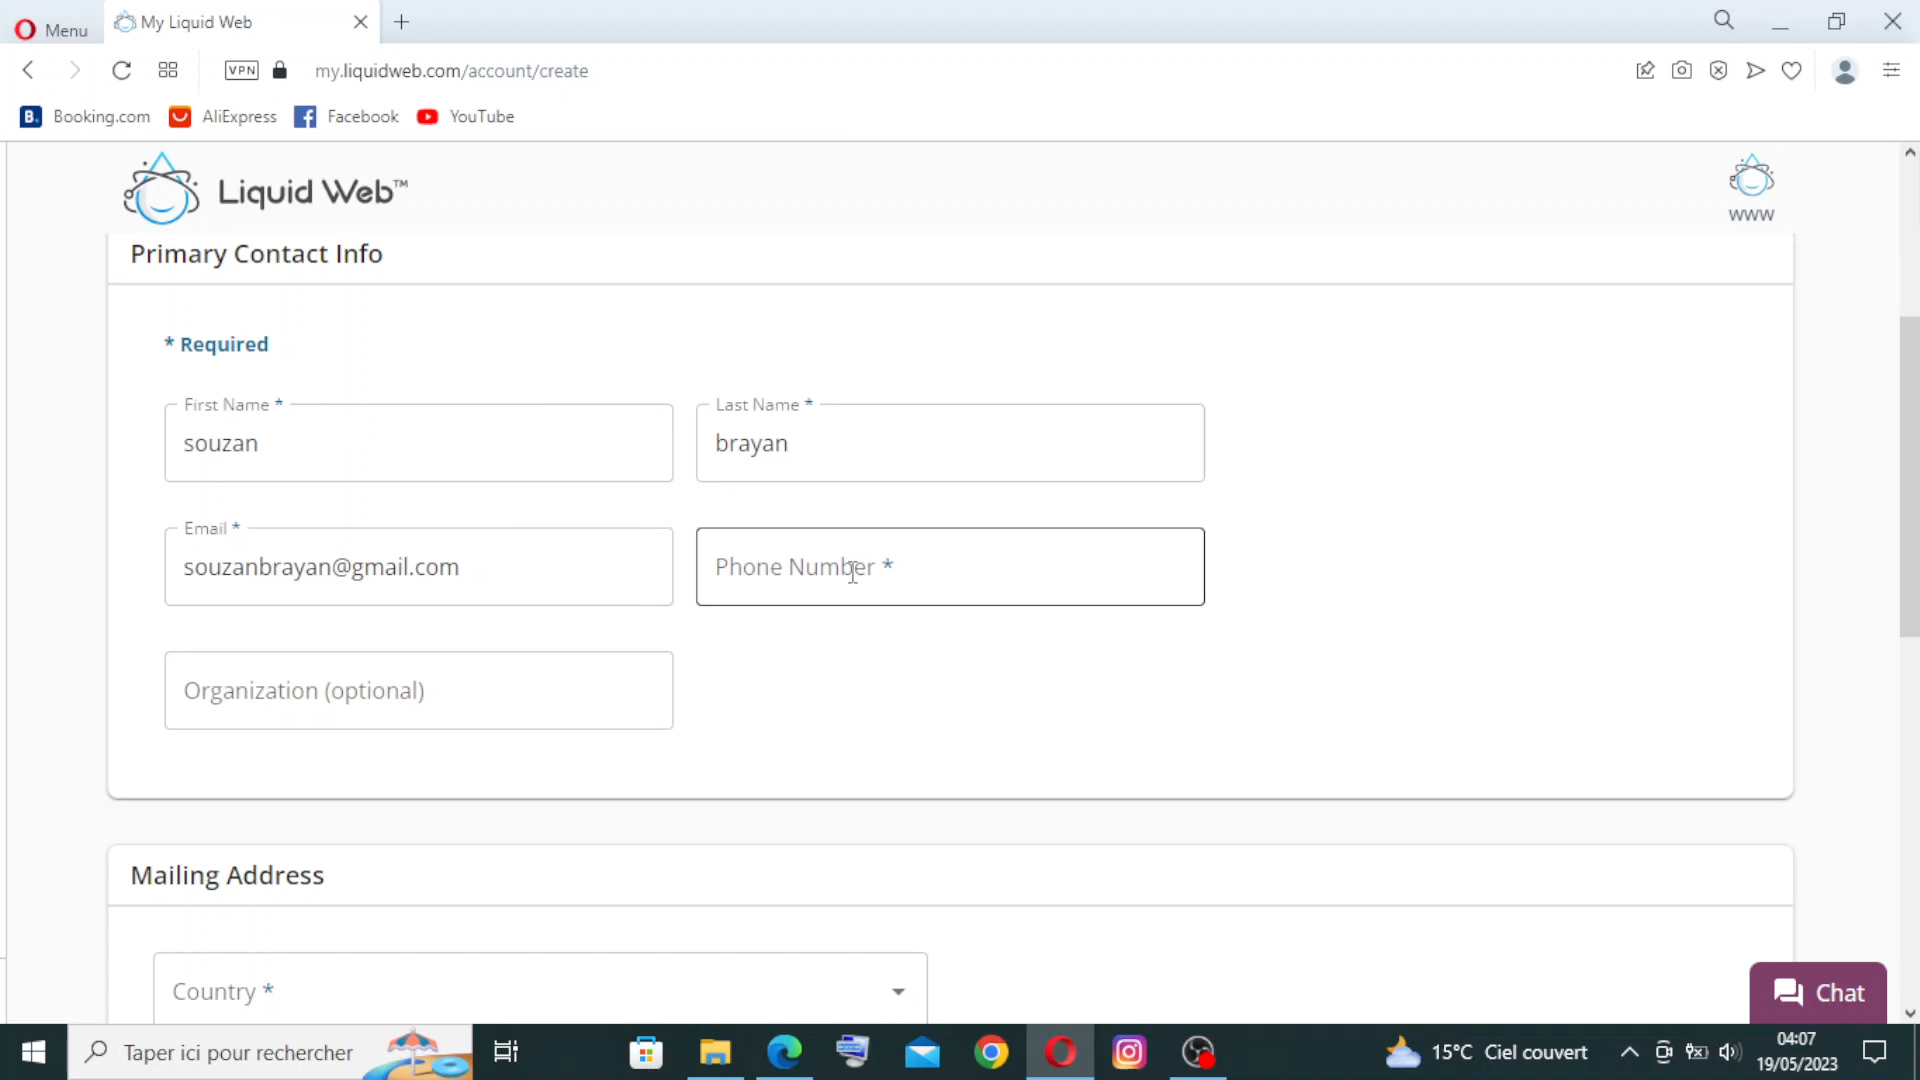 Menu
My Liquid Web
VPN
my.liquidweb.com/account/create
B. Booking.com
AliExpress
Facebook
YouTube
Liquid Web™
WWW
Primary Contact Info
* Required
First Name *
souzan
Last Name *
brayan
Email *
souzanbrayan@gmail.com
Phone Number *
Organization (optional)
Mailing Address
Country *
Chat
Taper ici pour rechercher
15°C Ciel couvert
04:07
19/05/2023